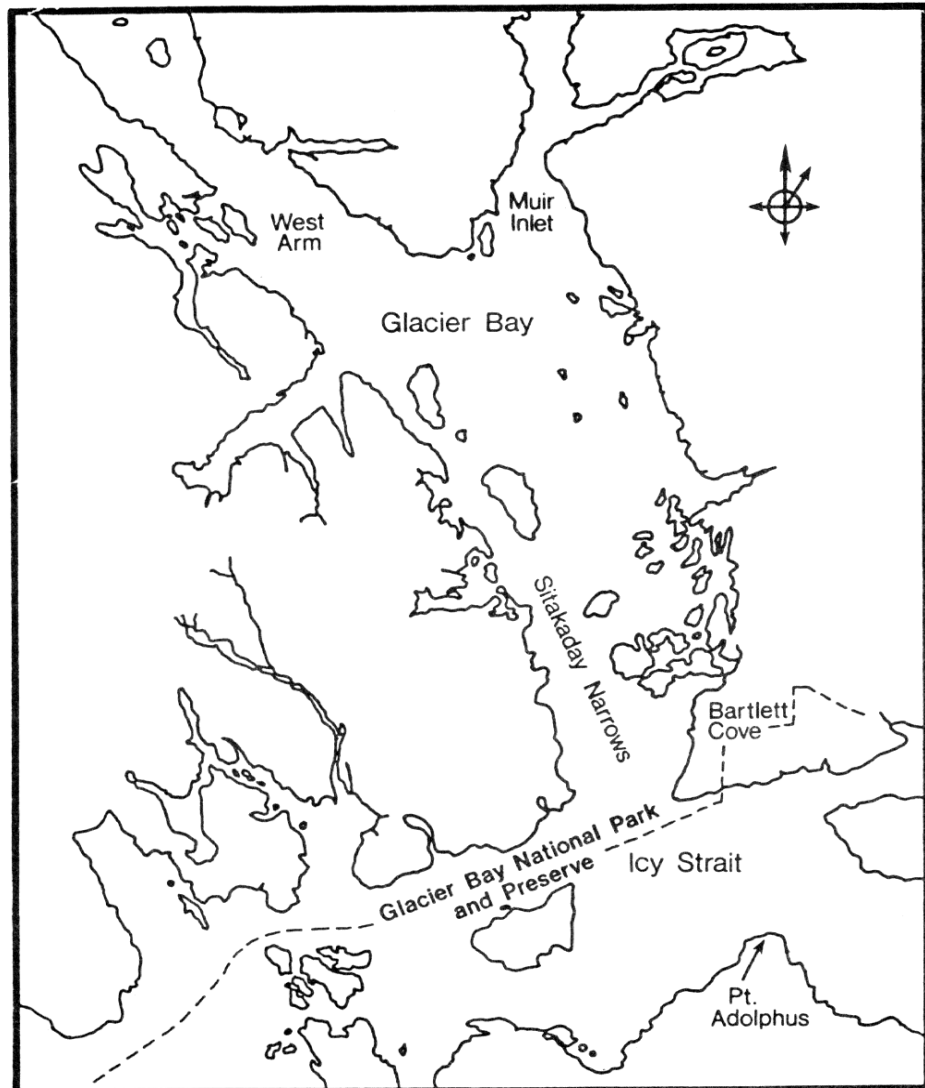 West
Arm
Muir
Inlet
Glacier Bay
Sitakaday Narrows
Bartlett
Cove
Glacier Bay National Park
and Preserve
Icy Strait
Pt.
Adolphus